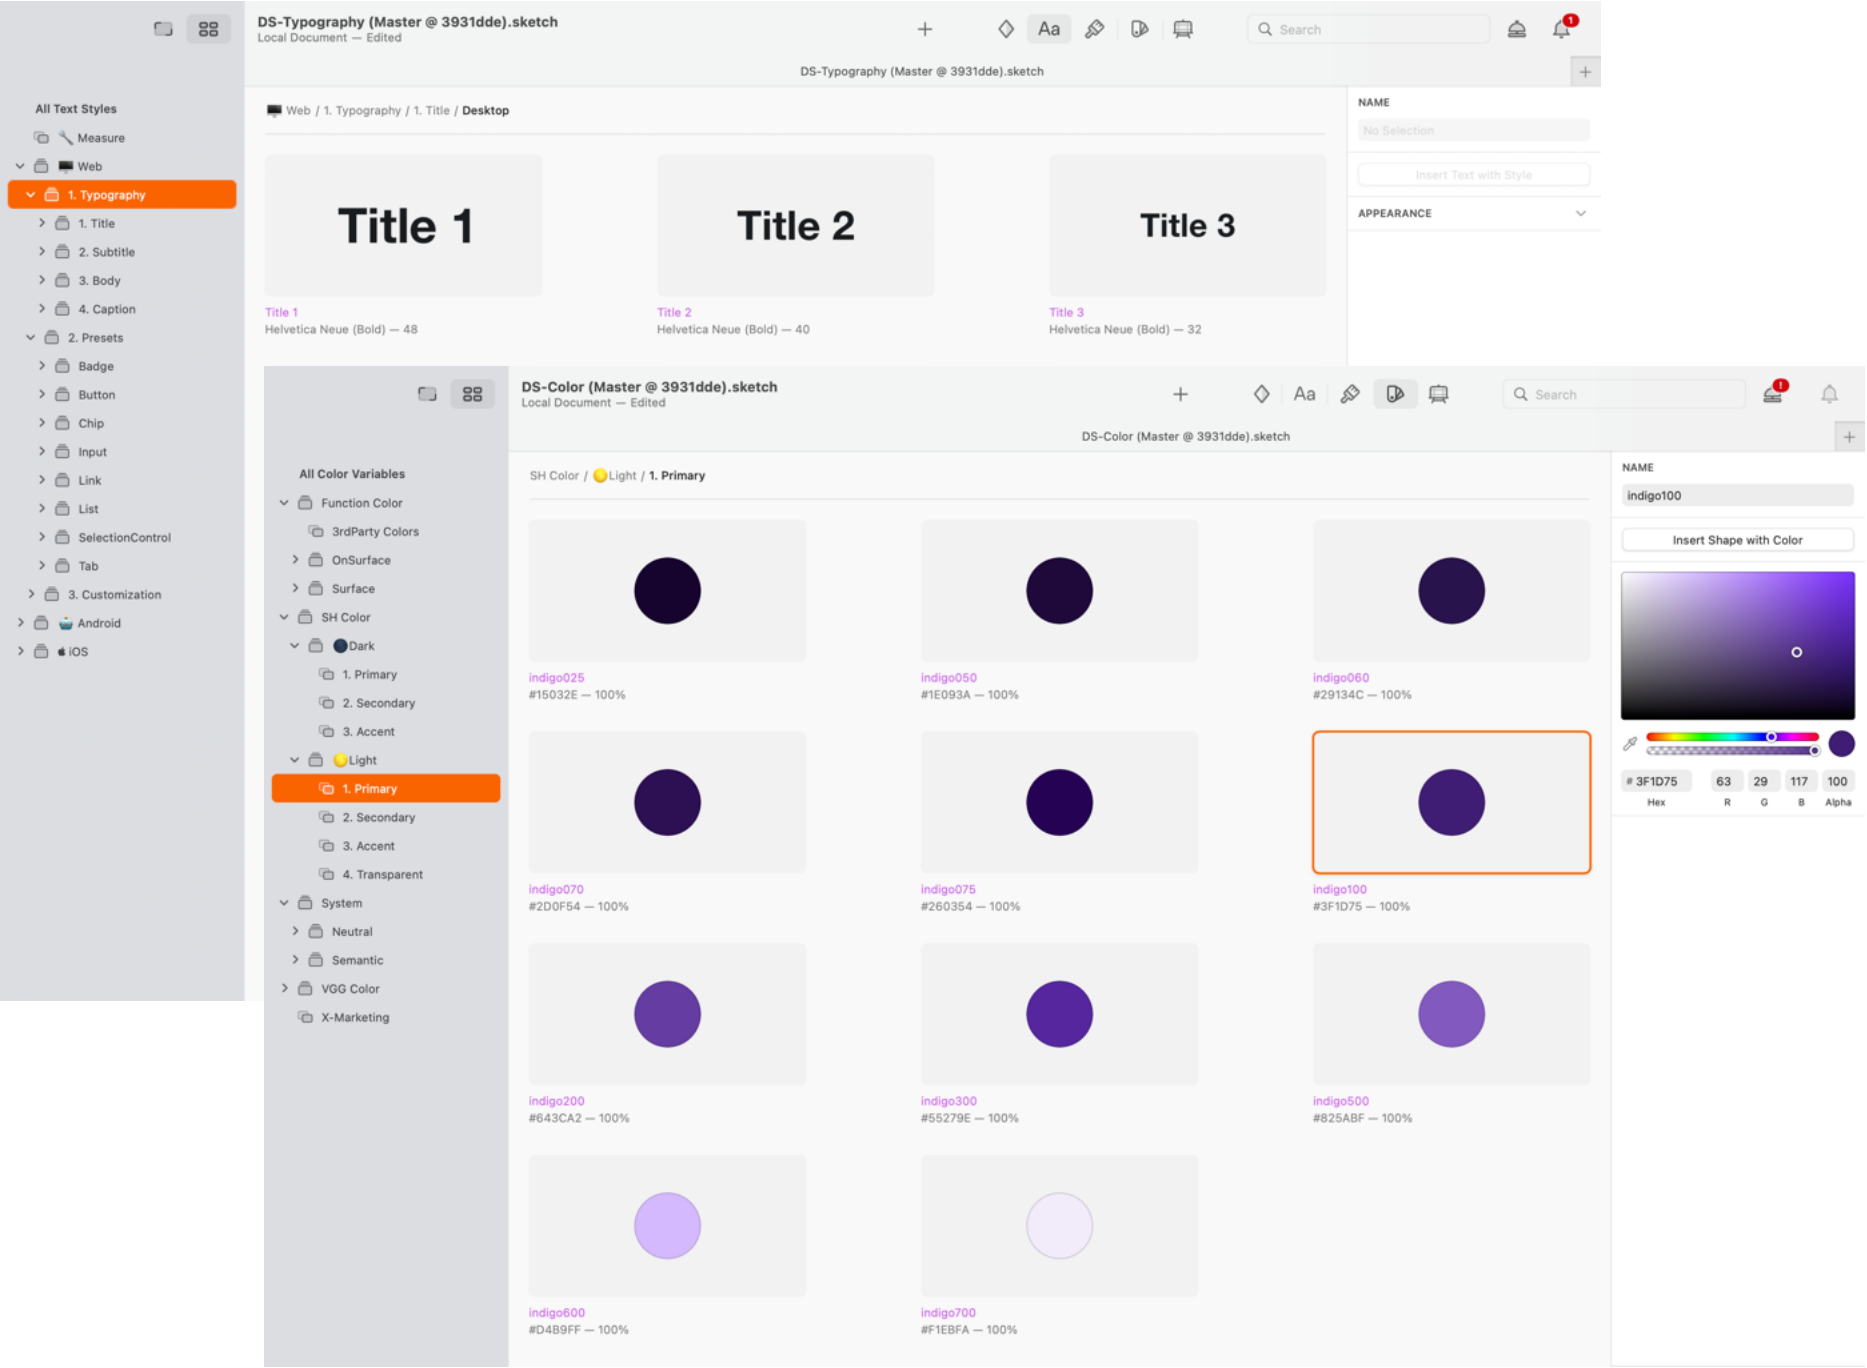 DS-Typography (Master @ 3931dde).sketch
Local Document — Edited
Aa
Search
1
DS-Typography (Master @ 3931dde).sketch
All Text Styles
Measure
Web
1. Typography
1. Title
2. Subtitle
3. Body
4. Caption
2. Presets
Badge
Button
Chip
Input
Link
List
SelectionControl
Tab
3. Customization
Android
iOS
Web / 1. Typography / 1. Title / Desktop
Title 1
Title 2
Title 3
Title 1
Helvetica Neue (Bold) — 48
Title 2
Helvetica Neue (Bold) — 40
Title 3
Helvetica Neue (Bold) — 32
NAME
No Selection
Insert Text with Style
APPEARANCE
DS-Color (Master @ 3931dde).sketch
Local Document — Edited
Aa
Search
!
DS-Color (Master @ 3931dde).sketch
All Color Variables
Function Color
3rdParty Colors
OnSurface
Surface
SH Color
Dark
1. Primary
2. Secondary
3. Accent
Light
1. Primary
2. Secondary
3. Accent
4. Transparent
System
Neutral
Semantic
VGG Color
X-Marketing
SH Color / Light / 1. Primary
indigo025
#15032E — 100%
indigo050
#1E093A — 100%
indigo060
#29134C — 100%
indigo070
#2D0F54 — 100%
indigo075
#260354 — 100%
indigo100
#3F1D75 — 100%
indigo200
#643CA2 — 100%
indigo300
#55279E — 100%
indigo500
#825ABF — 100%
indigo600
#D4B9FF — 100%
indigo700
#F1EBFA — 100%
NAME
indigo100
Insert Shape with Color
# 3F1D75 63 29 117 100
Hex R G B Alpha